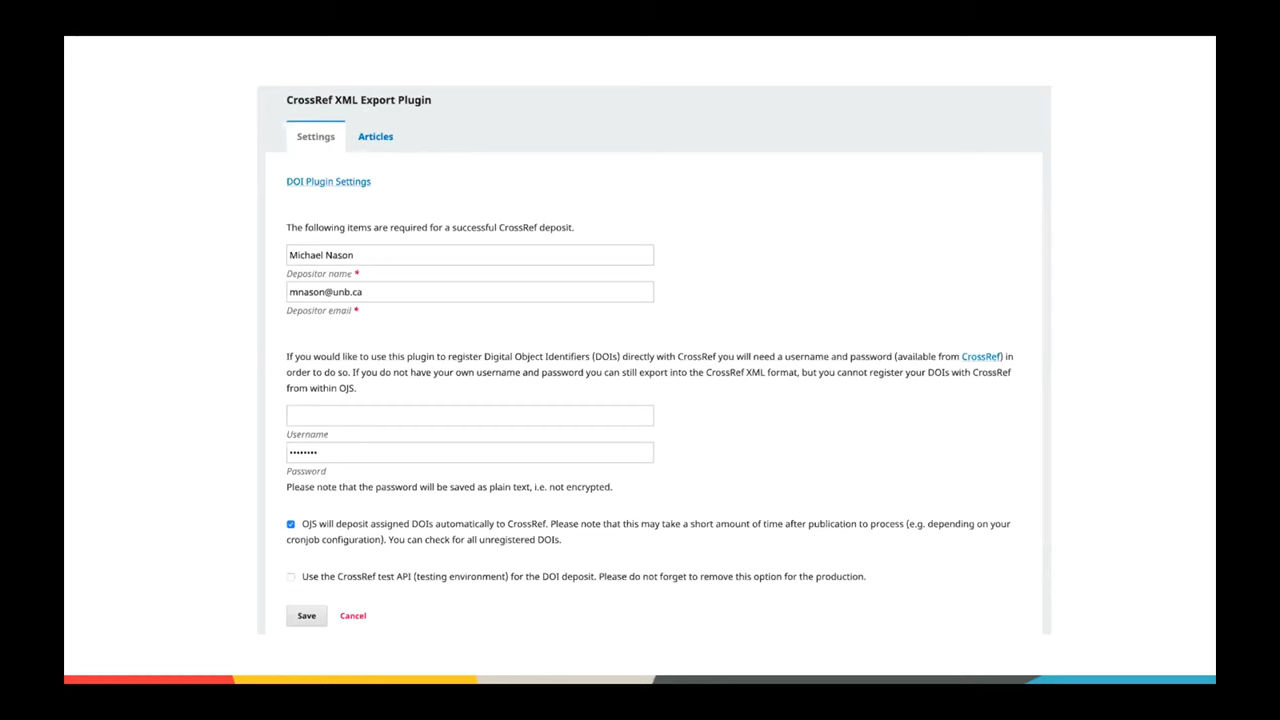 CrossRef XML Export Plugin
Settings
Articles
DOI Plugin Settings
The following items are required for a successful CrossRef deposit.
Michael Nason
Depositor name *
mnason@unb.ca
Depositor email *
If you would like to use this plugin to register Digital Object Identifiers (DOIs) directly with CrossRef you will need a username and password (available from CrossRef) in
order to do so. If you do not have your own username and password you can still export into the CrossRef XML format, but you cannot register your DOIs with CrossRef
from within OJS.
Username
••••••••
Password
Please note that the password will be saved as plain text, i.e. not encrypted.
OJS will deposit assigned DOIs automatically to CrossRef. Please note that this may take a short amount of time after publication to process (e.g. depending on your
cronjob configuration). You can check for all unregistered DOIs.
Use the CrossRef test API (testing environment) for the DOI deposit. Please do not forget to remove this option for the production.
Save
Cancel